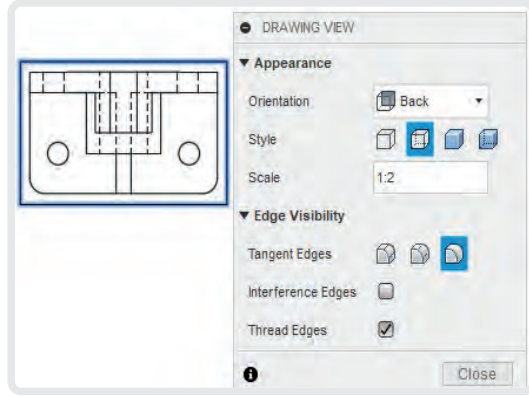 DRAWING VIEW
Appearance
Orientation Back
Style
Scale 1:2
Edge Visibility
Tangent Edges
Interference Edges
Thread Edges
Close